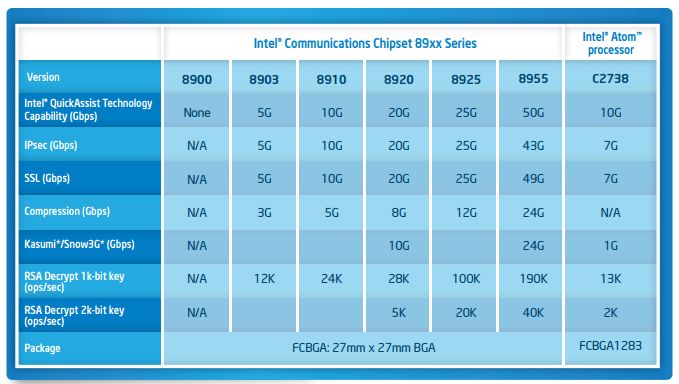 Intel® Communications Chipset 89xx Series Intel® Atom™ processor
Version 8900 8903 8910 8920 8925 8955 C2738
Intel® QuickAssist Technology Capability (Gbps) None 5G 10G 20G 25G 50G 10G
IPsec (Gbps) N/A 5G 10G 20G 25G 43G 7G
SSL (Gbps) N/A 5G 10G 20G 25G 49G 7G
Compression (Gbps) N/A 3G 5G 8G 12G 24G N/A
Kasumi*/Snow3G* (Gbps) N/A 10G 24G 1G
RSA Decrypt 1k-bit key (ops/sec) N/A 12K 24K 28K 100K 190K 13K
RSA Decrypt 2k-bit key (ops/sec) N/A 5K 20K 40K 2K
Package FCBGA: 27mm x 27mm BGA FCBGA1283